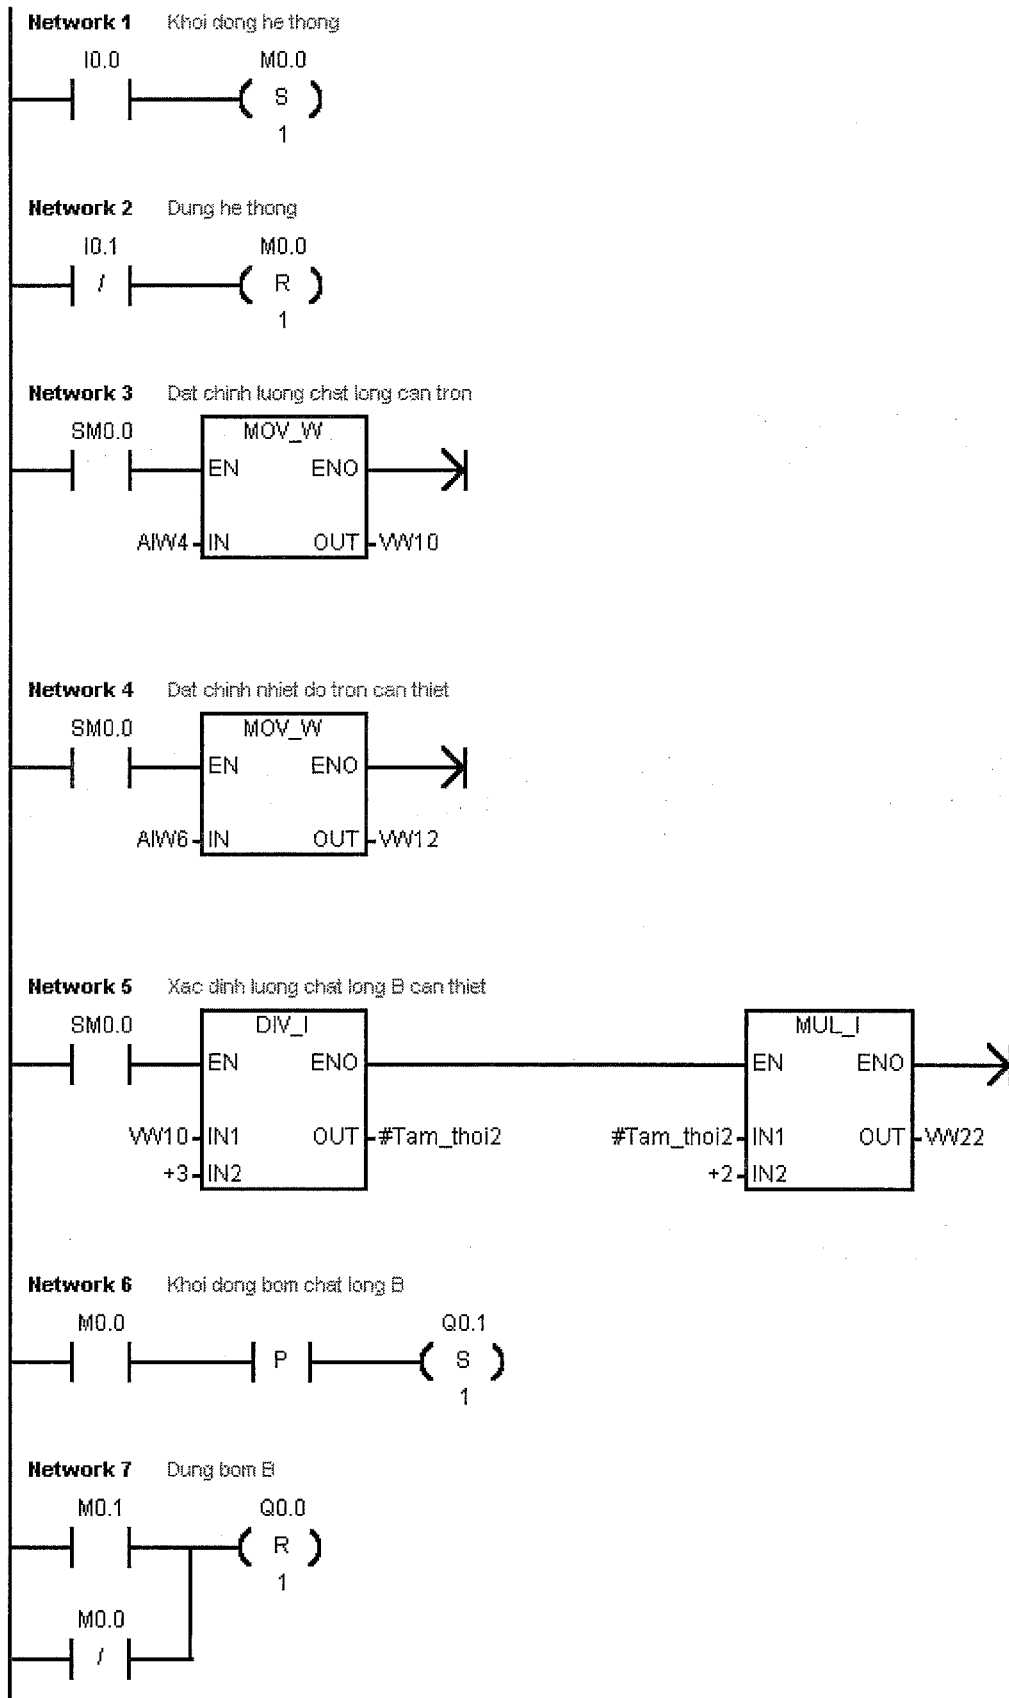 Network 1 Khoi dong he thong
I0.0 M0.0
S
1
Network 2 Dung he thong
I0.1 M0.0
/ R
1
Network 3 Dat chinh luong chat long can tron
SM0.0 MOV_W
EN ENO
AIW4 IN OUT VW10
Network 4 Dat chinh nhiet do tron can thiet
SM0.0 MOV_W
EN ENO
AIW6 IN OUT VW12
Network 5 Xac dinh luong chat long B can thiet
SM0.0 DIV_I MUL_I
EN ENO EN ENO
VW10 IN1 OUT #Tam_thoi2 #Tam_thoi2 IN1 OUT VW22
+3 IN2 +2 IN2
Network 6 Khoi dong bom chat long B
M0.0 Q0.1
P S
1
Network 7 Dung bom B
M0.1 Q0.0
R
1
M0.0
/